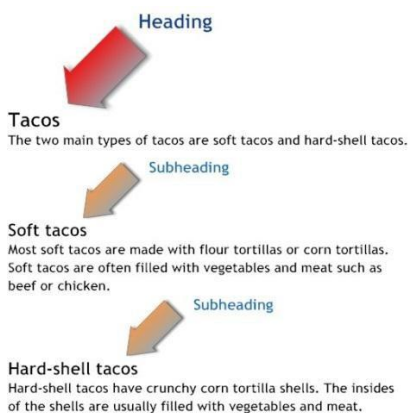 Heading
Tacos
The two main types of tacos are soft tacos and hard-shell tacos.
Subheading
Soft tacos
Most soft tacos are made with flour tortillas or corn tortillas.
Soft tacos are often filled with vegetables and meat such as
beef or chicken.
Subheading
Hard-shell tacos
Hard-shell tacos have crunchy corn tortilla shells. The insides
of the shells are usually filled with vegetables and meat.